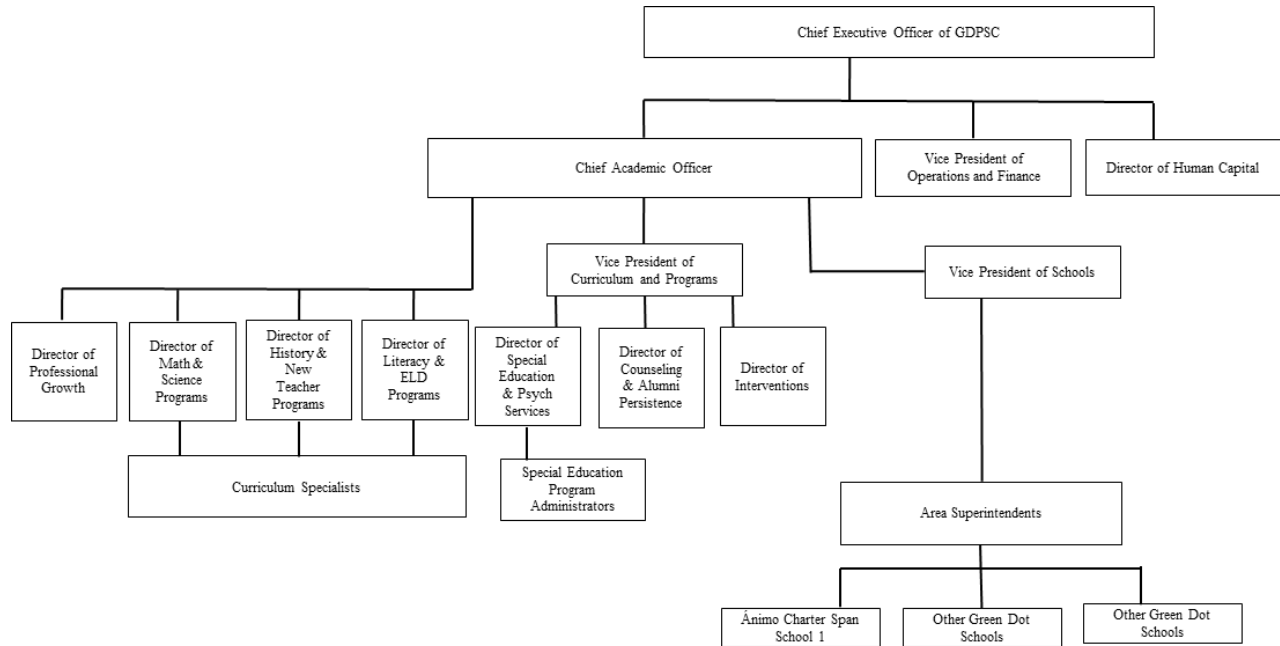 Chief Executive Officer of GDPSC
Chief Academic Officer
Vice President of
Operations and Finance
Director of Human Capital
Vice President of
Curriculum and Programs
Vice President of Schools
Director of
Professional
Growth
Director of
Math &
Science
Programs
Director of
History &
New
Teacher
Programs
Director of
Literacy &
ELD
Programs
Director of
Special
Education
& Psych
Services
Director of
Counseling
& Alumni
Persistence
Director of
Interventions
Curriculum Specialists
Special Education
Program
Administrators
Area Superintendents
Ánimo Charter Span
School 1
Other Green Dot
Schools
Other Green Dot
Schools